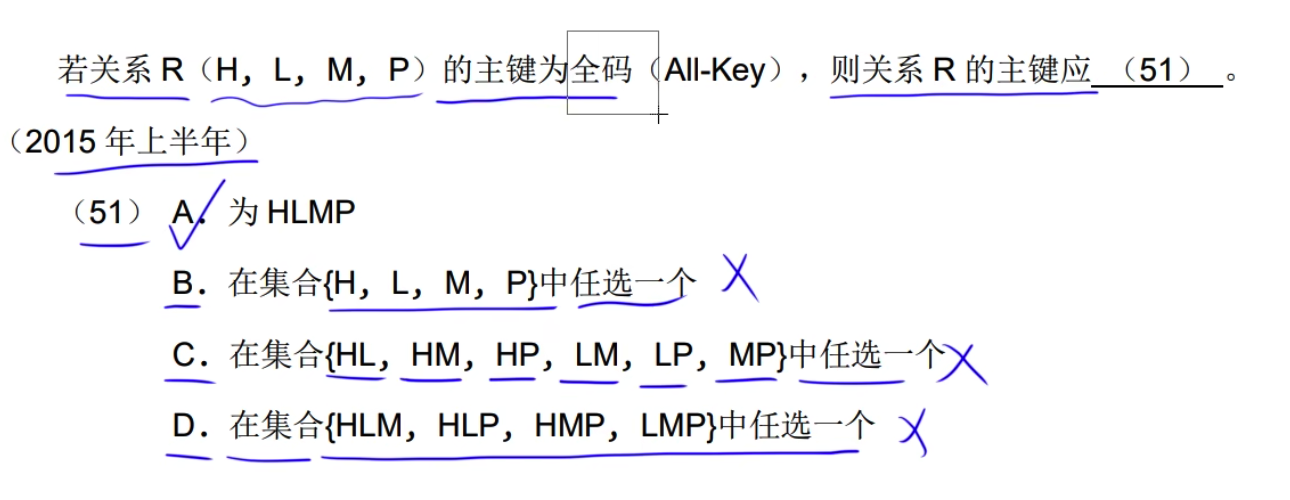 若关系 R（H，L，M，P）的主键为全码（All-Key），则关系 R 的主键应 （51） 。
（2015 年上半年）
（51） A．为 HLMP
B．在集合{H，L，M，P}中任选一个
C．在集合{HL，HM，HP，LM，LP，MP}中任选一个
D．在集合{HLM，HLP，HMP，LMP}中任选一个